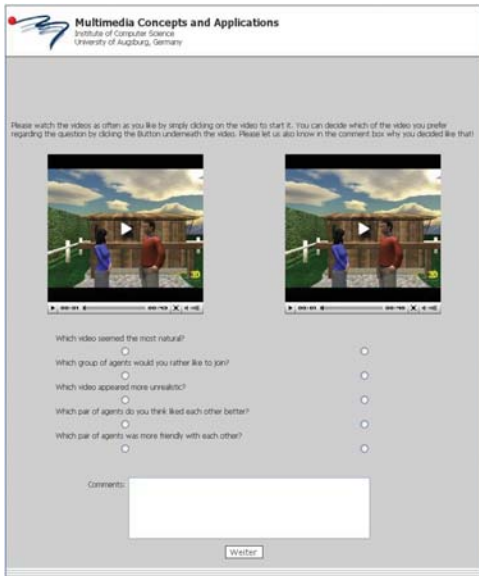 Multimedia Concepts and Applications
Institute of Computer Science
University of Augsburg, Germany
Please watch the videos as often as you like by simply clicking on the video to start it. You can decide which of the video you prefer
regarding the question by clicking the Button underneath the video. Please let us also know in the comment box why you decided like that!
Which video seemed the most natural?
Which group of agents would you rather like to join?
Which video appeared more unrealistic?
Which pair of agents do you think liked each other better?
Which pair of agents was more friendly with each other?
Comments:
Weiter